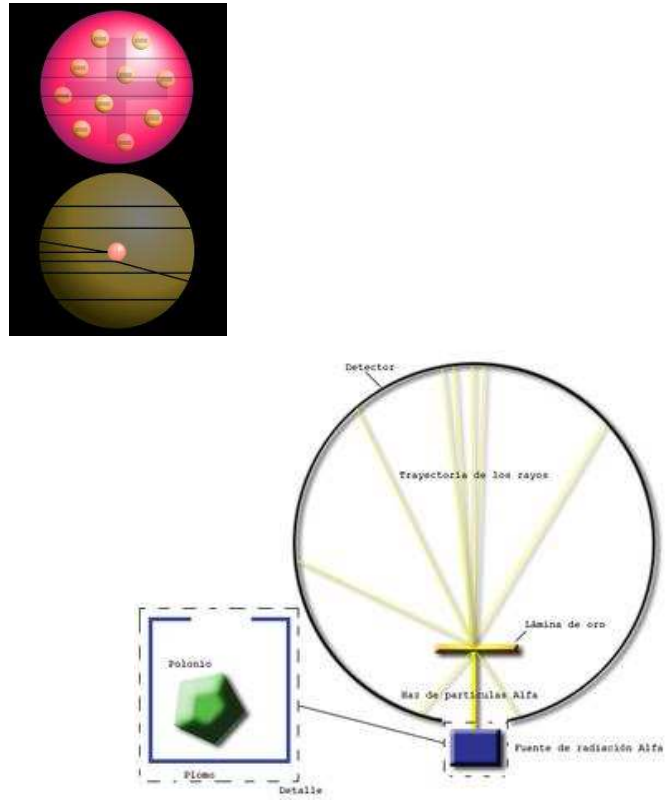 Detector
Trayectoria de los rayos
Lámina de oro
Polonio
Haz de partículas Alfa
Fuente de radiación Alfa
Plomo
Detalle